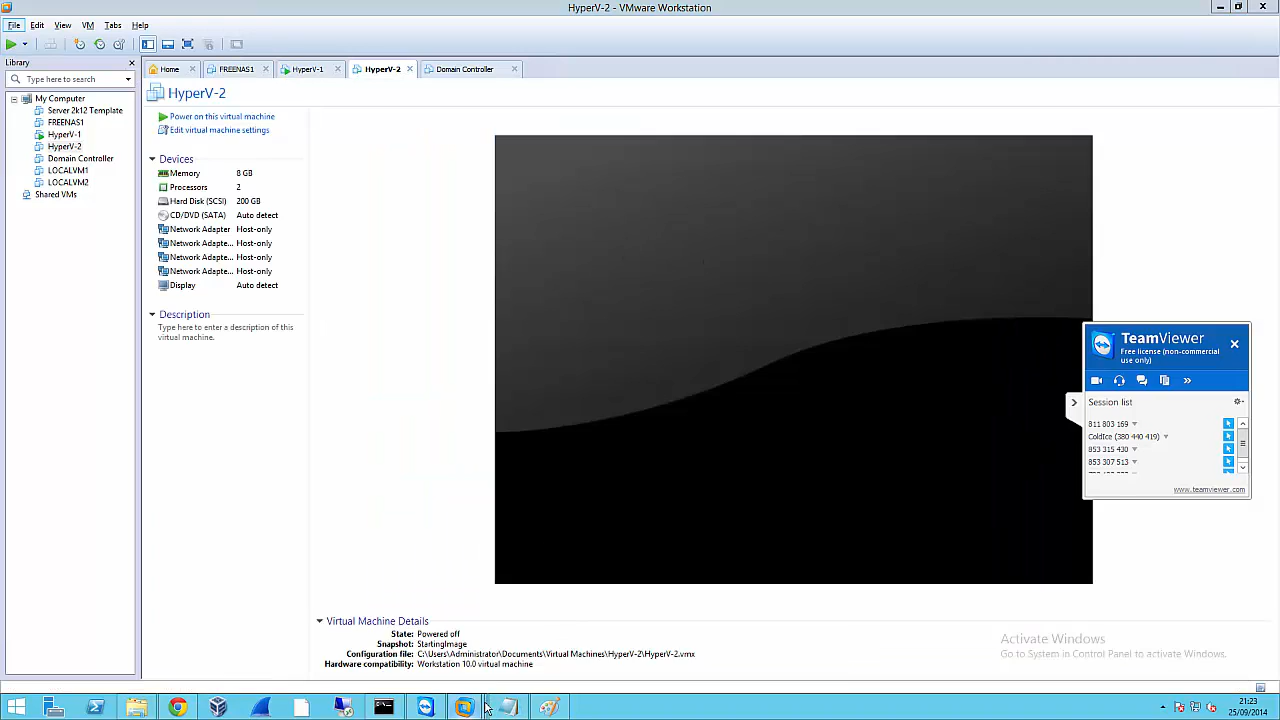 HyperV-2 - VMware Workstation
File Edit View VM Tabs Help
Library
Type here to search
My Computer
Server 2k12 Template
FREENAS1
HyperV-1
HyperV-2
Domain Controller
LOCALVM1
LOCALVM2
Shared VMs
Home FREENAS1 HyperV-1 HyperV-2 Domain Controller
HyperV-2
Power on this virtual machine
Edit virtual machine settings
Devices
Memory 8 GB
Processors 2
Hard Disk (SCSI) 200 GB
CD/DVD (SATA) Auto detect
Network Adapter Host-only
Network Adapte... Host-only
Network Adapte... Host-only
Network Adapte... Host-only
Display Auto detect
Description
Type here to enter a description of this
virtual machine.
TeamViewer
Free license (non-commercial
use only)
Session list
811 803 169
ColdIce (380 440 419)
853 315 430
853 307 513
www.teamviewer.com
Virtual Machine Details
State: Powered off
Snapshot: StartingImage
Configuration file: C:\Users\Administrator\Documents\Virtual Machines\HyperV-2\HyperV-2.vmx
Hardware compatibility: Workstation 10.0 virtual machine
Activate Windows
Go to System in Control Panel to activate Windows.
21:23
25/09/2014